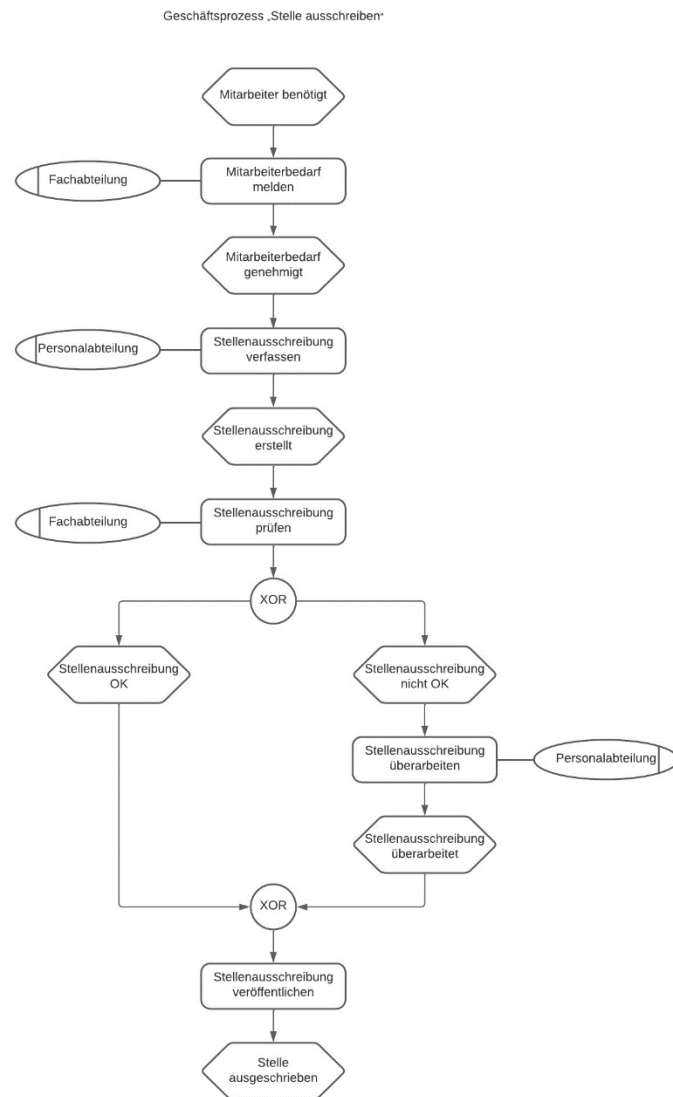 Geschäftsprozess „Stelle ausschreiben“
Mitarbeiter benötigt
Fachabteilung
Mitarbeiterbedarf
melden
Mitarbeiterbedarf
genehmigt
Personalabteilung
Stellenausschreibung
verfassen
Stellenausschreibung
erstellt
Fachabteilung
Stellenausschreibung
prüfen
XOR
Stellenausschreibung
OK
Stellenausschreibung
nicht OK
Stellenausschreibung
überarbeiten
Personalabteilung
Stellenausschreibung
überarbeitet
XOR
Stellenausschreibung
veröffentlichen
Stelle
ausgeschrieben